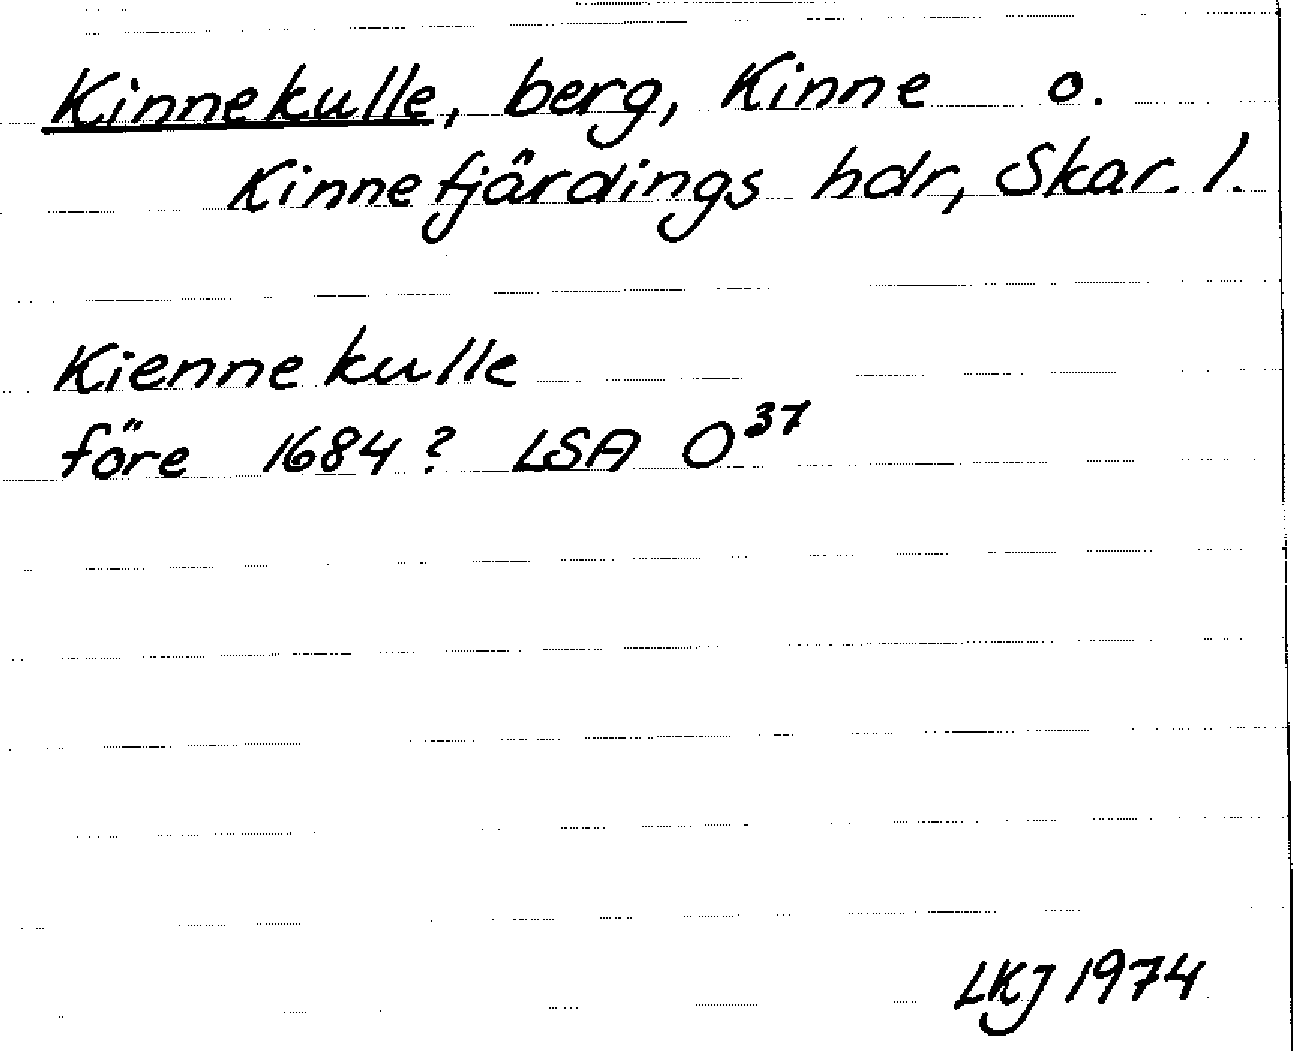 Kinnekulle, berg, Kinne o.
Kinnefjärdings hdr, Skar. l.
Kiennekulle
före 1684? LSA O³⁷
LKJ 1974